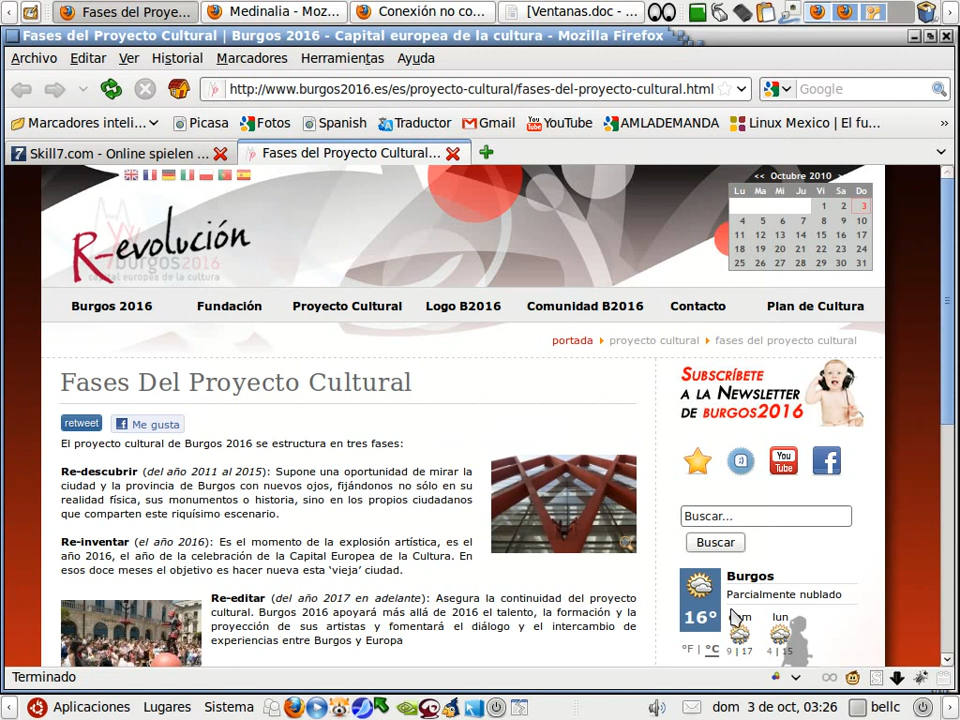 Fases del Proye...
Medinalia - Moz...
Conexión no co...
[Ventanas.doc - ...
Fases del Proyecto Cultural | Burgos 2016 - Capital europea de la cultura - Mozilla Firefox
Archivo Editar Ver Historial Marcadores Herramientas Ayuda
http://www.burgos2016.es/es/proyecto-cultural/fases-del-proyecto-cultural.html
Google
Marcadores inteli... Picasa Fotos Spanish Traductor Gmail YouTube AMLADEMANDA Linux Mexico | El fu... »
Skill7.com - Online spielen ...
Fases del Proyecto Cultural...
R-evolución
burgos2016
capital europea de la cultura
<< Octubre 2010 >
Lu Ma Mi Ju Vi Sa Do
1 2 3
4 5 6 7 8 9 10
11 12 13 14 15 16 17
18 19 20 21 22 23 24
25 26 27 28 29 30 31
Burgos 2016 Fundación Proyecto Cultural Logo B2016 Comunidad B2016 Contacto Plan de Cultura
portada proyecto cultural fases del proyecto cultural
Fases Del Proyecto Cultural
retweet Me gusta
El proyecto cultural de Burgos 2016 se estructura en tres fases:
Re-descubrir (del año 2011 al 2015): Supone una oportunidad de mirar la
ciudad y la provincia de Burgos con nuevos ojos, fijándonos no sólo en su
realidad física, sus monumentos o historia, sino en los propios ciudadanos
que comparten este riquísimo escenario.
Re-inventar (el año 2016): Es el momento de la explosión artística, es el
año 2016, el año de la celebración de la Capital Europea de la Cultura. En
esos doce meses el objetivo es hacer nueva esta ‘vieja’ ciudad.
Re-editar (del año 2017 en adelante): Asegura la continuidad del proyecto
cultural. Burgos 2016 apoyará más allá de 2016 el talento, la formación y la
proyección de sus artistas y fomentará el diálogo y el intercambio de
experiencias entre Burgos y Europa
SUBSCRÍBETE
A LA NEWSLETTER
DE BURGOS2016
You
Tube
Buscar...
Buscar
Burgos
Parcialmente nublado
16°
lun
°F | °C
9 | 17 4 | 15
Terminado
Aplicaciones Lugares Sistema
dom 3 de oct, 03:26
bellc